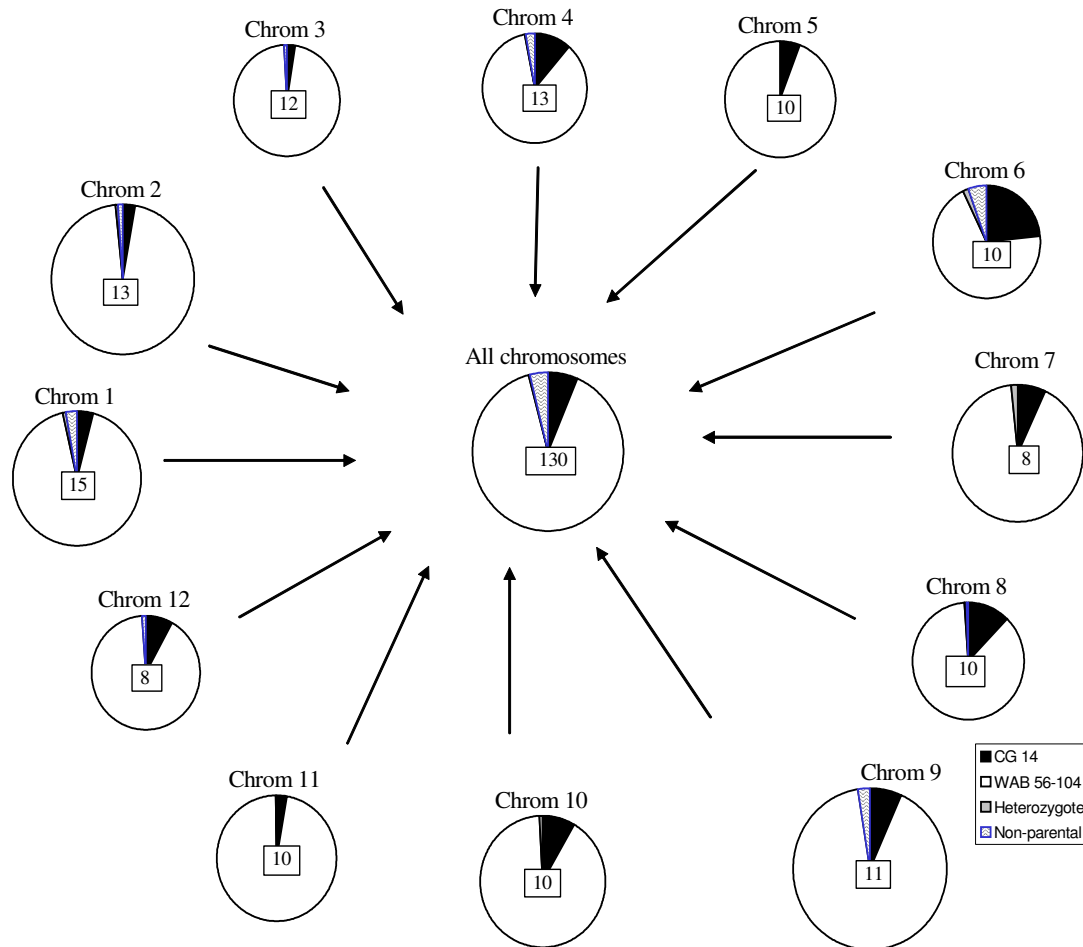 Chrom 3
12
Chrom 4
13
Chrom 5
10
Chrom 2
13
Chrom 6
10
All chromosomes
130
Chrom 1
15
Chrom 7
8
Chrom 12
8
Chrom 8
10
Chrom 11
10
Chrom 10
10
Chrom 9
11
CG 14
WAB 56-104
Heterozygote
Non-parental